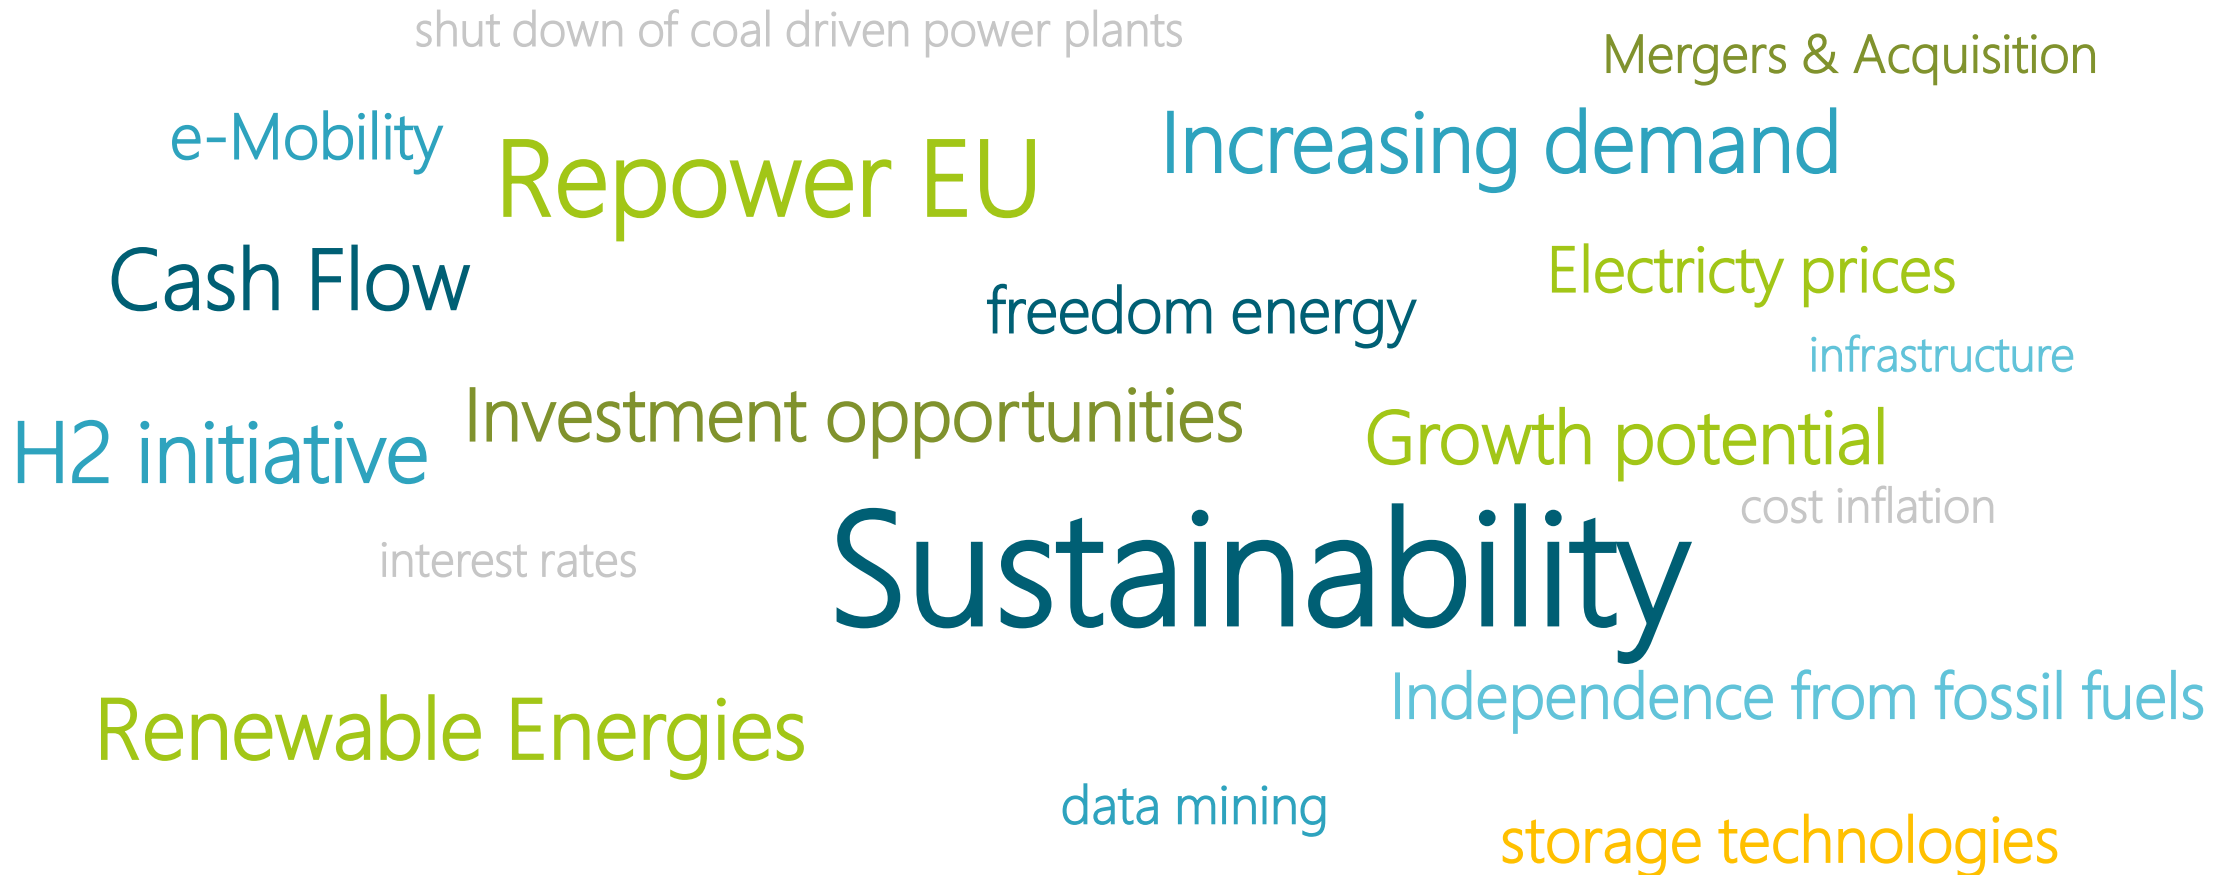 shut down of coal driven power plants
Mergers & Acquisition
e-Mobility
Repower EU
Increasing demand
Cash Flow
freedom energy
Electricty prices
infrastructure
H2 initiative
Investment opportunities
Growth potential
cost inflation
interest rates
Sustainability
Renewable Energies
Independence from fossil fuels
data mining
storage technologies